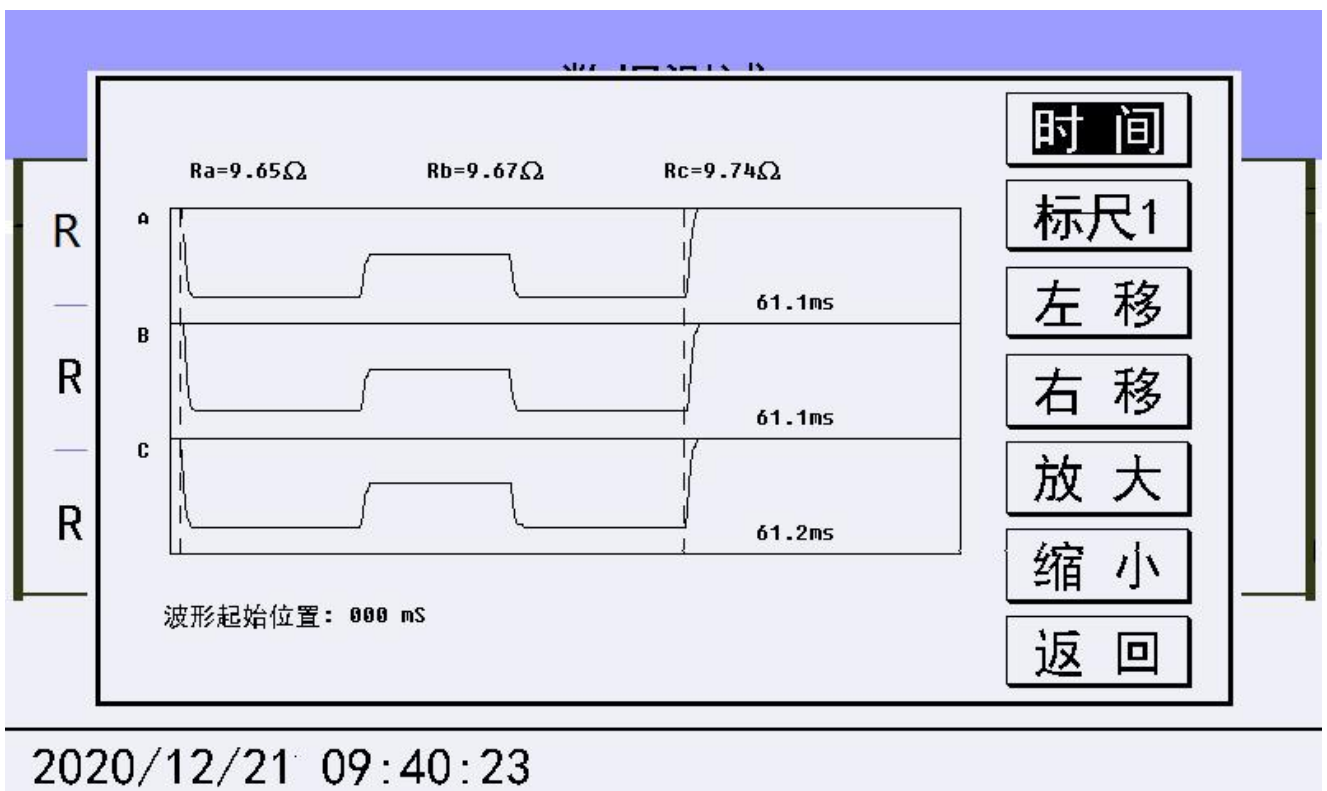 时 间
Ra=9.65Ω Rb=9.67Ω Rc=9.74Ω
标尺1
A
R
左 移
61.1ms
B
右 移
R
61.1ms
C
放 大
R
61.2ms
缩 小
波形起始位置: 000 mS
返 回
2020/12/21 09:40:23